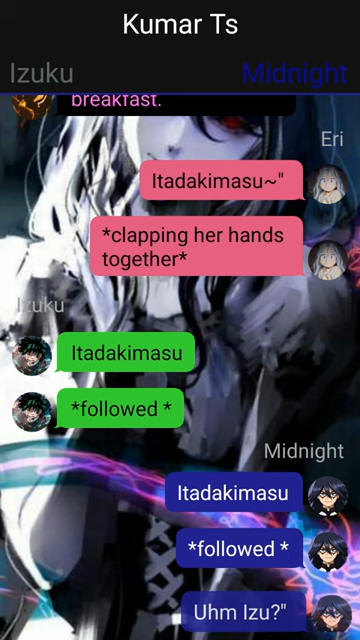 Kumar Ts
Izuku
Midnight
breakfast.
Eri
Itadakimasu~"
*clapping her hands
together*
Izuku
Itadakimasu
*followed *
Midnight
Itadakimasu
*followed *
Uhm Izu?"